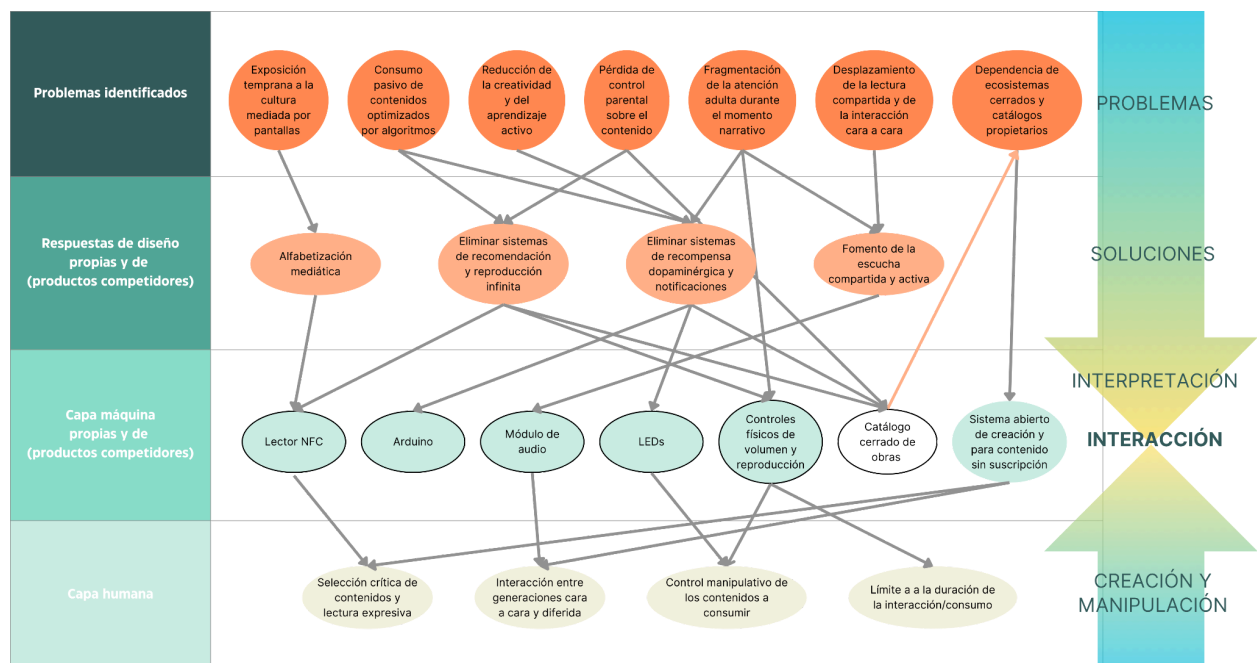 Problemas identificados
Exposición
temprana a la
cultura mediada por
pantallas
Consumo
pasivo de contenidos
optimizados
por algoritmos
Reducción de
la creatividad y
del aprendizaje
activo
Pérdida de
control parental
sobre el
contenido
Fragmentación
de la atención
adulta durante
el momento
narrativo
Desplazamiento
de la lectura
compartida y de
la interacción
cara a cara
Dependencia de
ecosistemas
cerrados y
catálogos
propietarios
PROBLEMAS
Respuestas de diseño
propias y de
(productos competidores)
Alfabetización
mediática
Eliminar sistemas
de recomendación
y reproducción
infinita
Eliminar sistemas
de recompensa
dopaminérgica y
notificaciones
Fomento de la
escucha
compartida y activa
SOLUCIONES
INTERPRETACIÓN
Capa máquina
propias y de
(productos competidores)
Lector NFC
Arduino
Módulo de
audio
LEDs
Controles
físicos de
volumen y
reproducción
Catálogo
cerrado de
obras
Sistema abierto
de creación y
para contenido
sin suscripción
INTERACCIÓN
Capa humana
Selección crítica de
contenidos y
lectura expresiva
Interacción entre
generaciones cara
a cara y diferida
Control manipulativo de
los contenidos a
consumir
Límite a a la duración de
la interacción/consumo
CREACIÓN Y
MANIPULACIÓN